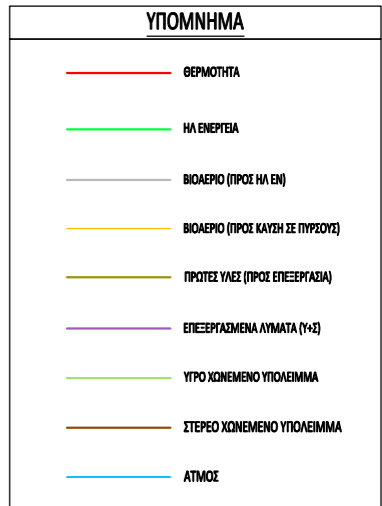 ΥΠΟΜΝΗΜΑ
ΘΕΡΜΟΤΗΤΑ
ΗΛ ΕΝΕΡΓΕΙΑ
ΒΙΟΑΕΡΙΟ (ΠΡΟΣ ΗΛ ΕΝ)
ΒΙΟΑΕΡΙΟ (ΠΡΟΣ ΚΑΥΣΗ ΣΕ ΠΥΡΣΟΥΣ)
ΠΡΩΤΕΣ ΥΛΕΣ (ΠΡΟΣ ΕΠΕΞΕΡΓΑΣΙΑ)
ΕΠΕΞΕΡΓΑΣΜΕΝΑ ΛΥΜΑΤΑ (Υ+Σ)
ΥΓΡΟ ΧΩΝΕΜΕΝΟ ΥΠΟΛΕΙΜΜΑ
ΣΤΕΡΕΟ ΧΩΝΕΜΕΝΟ ΥΠΟΛΕΙΜΜΑ
ΑΤΜΟΣ